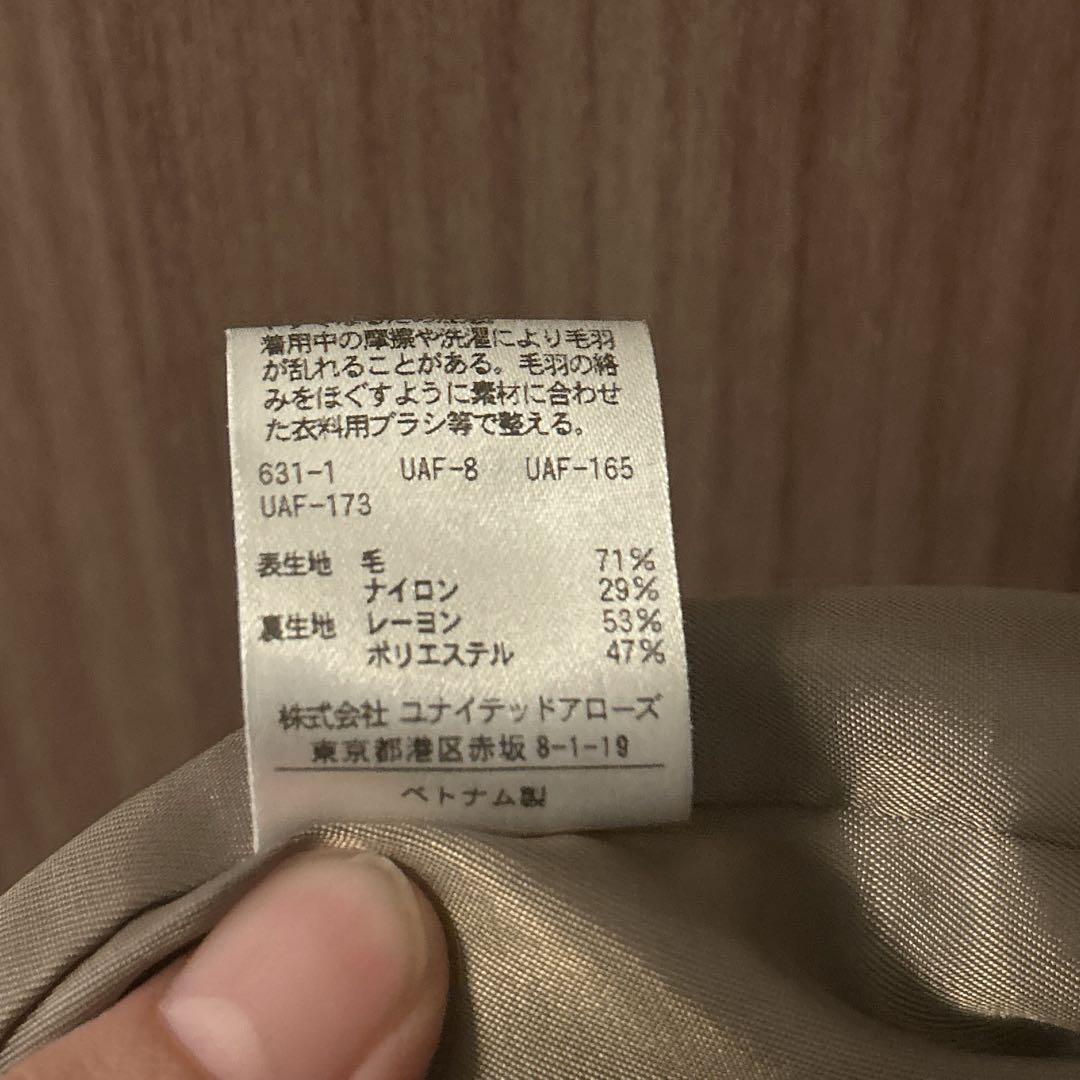 着用中の摩擦や洗濯により毛羽
が乱れることがある。毛羽の絡
みをほぐすように素材に合わせ
た衣料用ブラシ等で整える。
631-1 UAF-8 UAF-165
UAF-173
表生地 毛 71%
ナイロン 29%
裏生地 レーヨン 53%
ポリエステル 47%
株式会社 ユナイテッドアローズ
東京都港区赤坂 8-1-19
ベトナム製